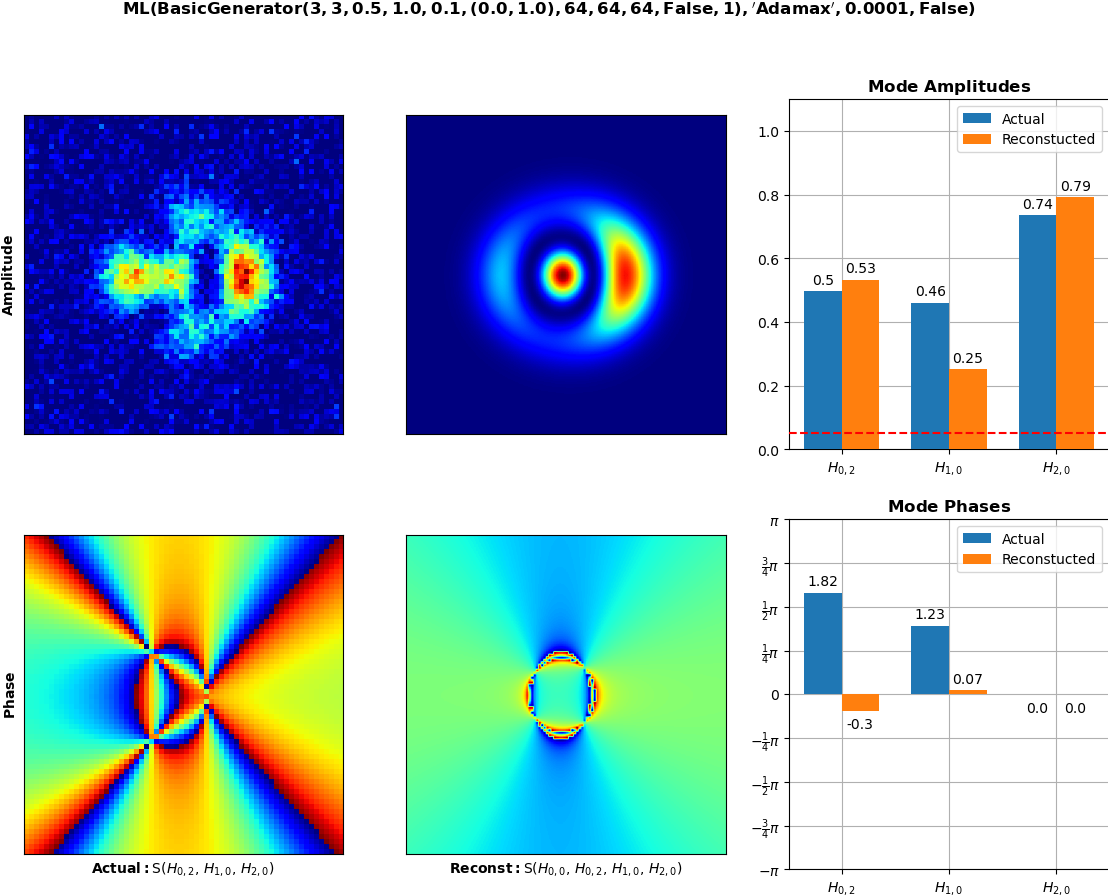 ML(BasicGenerator(3, 3, 0.5, 1.0, 0.1, (0.0, 1.0), 64, 64, 64, False, 1), 'Adamax', 0.0001, False)
Amplitude
Mode Amplitudes
Actual
Reconstucted
1.0
0.8
0.6
0.4
0.2
0.0
0.5
0.53
0.46
0.25
0.74
0.79
H0,2
H1,0
H2,0
Phase
Actual: S(H0,2, H1,0, H2,0)
Reconst: S(H0,0, H0,2, H1,0, H2,0)
Mode Phases
Actual
Reconstucted
π
3/4π
1/2π
1/4π
0
−1/4π
−1/2π
−3/4π
−π
1.82
-0.3
1.23
0.07
0.0
0.0
H0,2
H1,0
H2,0